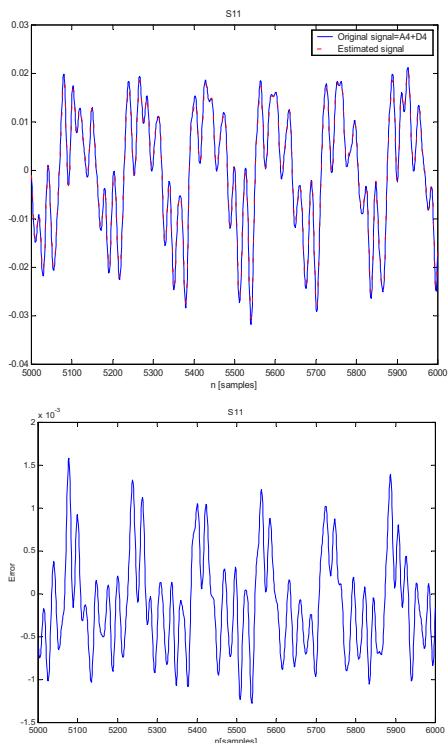 S11
Original signal=A4+D4
Estimated signal
0.03
0.02
0.01
0
-0.01
-0.02
-0.03
-0.04
5000 5100 5200 5300 5400 5500 5600 5700 5800 5900 6000
n [samples]
x 10^-3
S11
2
1.5
1
0.5
0
-0.5
-1
-1.5
Error
5000 5100 5200 5300 5400 5500 5600 5700 5800 5900 6000
n[samples]